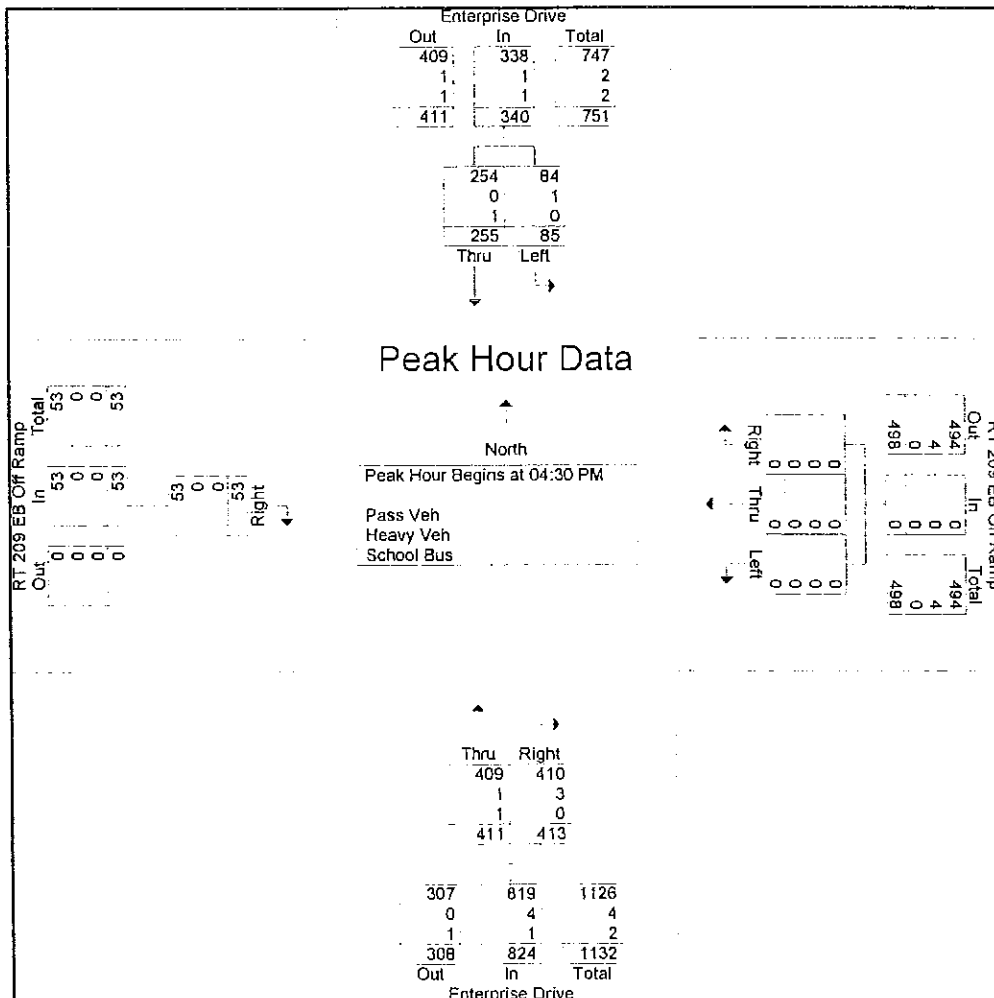 Enterprise Drive
Out In Total
409 338 747
1 1 2
1 1 2
411 340 751
254 84
0 1
1 0
255 85
Thru Left
Peak Hour Data
North
Peak Hour Begins at 04:30 PM
Pass Veh
Heavy Veh
School Bus
RT 209 EB Off Ramp
Total
53 0 0 53
In
53 0 0 53
Out
0 0 0 0
53 0 0 53
Right
Right
0 0 0 0
Thru
0 0 0 0
Left
0 0 0 0
Out
494 4 0 498
In
0 0 0 0
Total
494 4 0 498
RT 209 EB On Ramp
Thru Right
409 410
1 3
1 0
411 413
307 819 1126
0 4 4
1 1 2
308 824 1132
Out In Total
Enterprise Drive